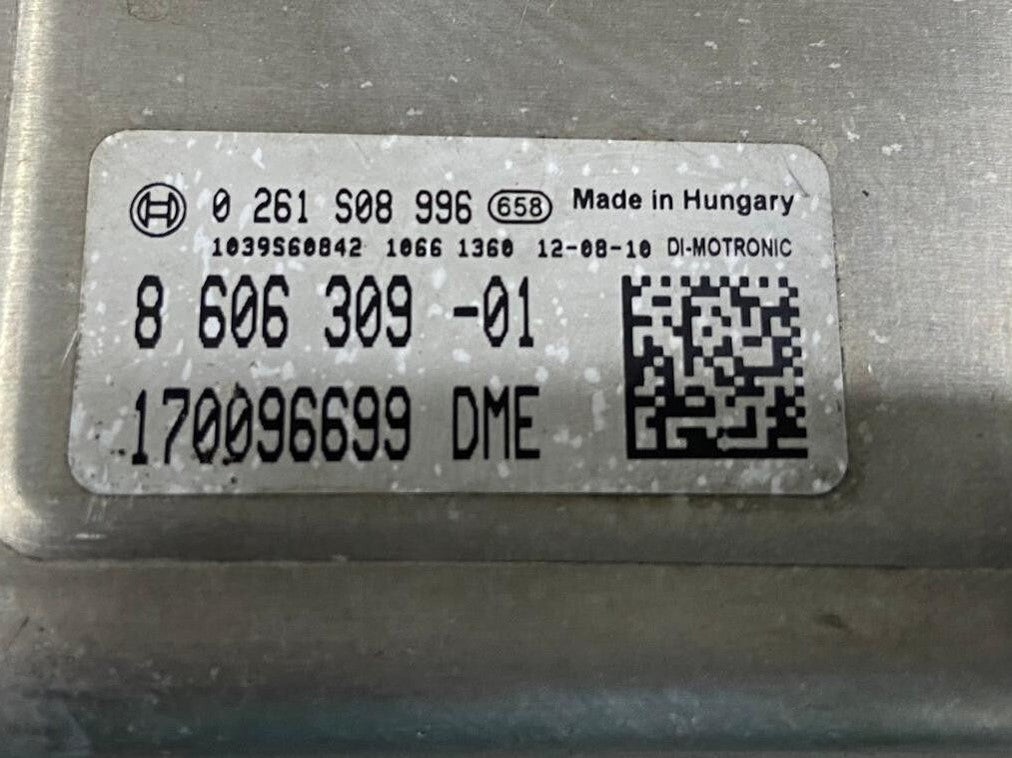 0 261 S08 996 658 Made in Hungary
1039S60842 1066 1360 12-08-10 DI-MOTRONIC
8 606 309 -01
170096699 DME